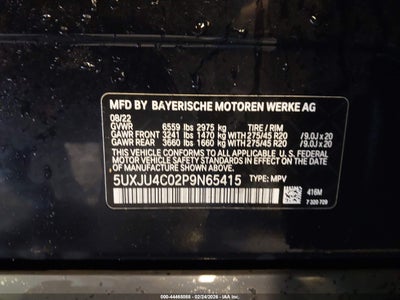 MFD BY BAYERISCHE MOTOREN WERKE AG
08/22
GVWR 6559 lbs 2975 kg TIRE / RIM
GAWR FRONT 3241 lbs 1470 kg WITH 275/45 R20 / 9.0J x 20
GAWR REAR 3660 lbs 1660 kg WITH 275/45 R20 / 9.0J x 20
THIS VEHICLE CONFORMS TO ALL APPLICABLE U. S. FEDERAL
MOTOR VEHICLE SAFETY STANDARDS IN EFFECT ON THE DATE
OF MANUFACTURE SHOWN ABOVE.
5UXJU4C02P9N65415 TYPE: MPV
416M
7 320 709
000-44465088 - 02/24/2026 - IAAI Inc.